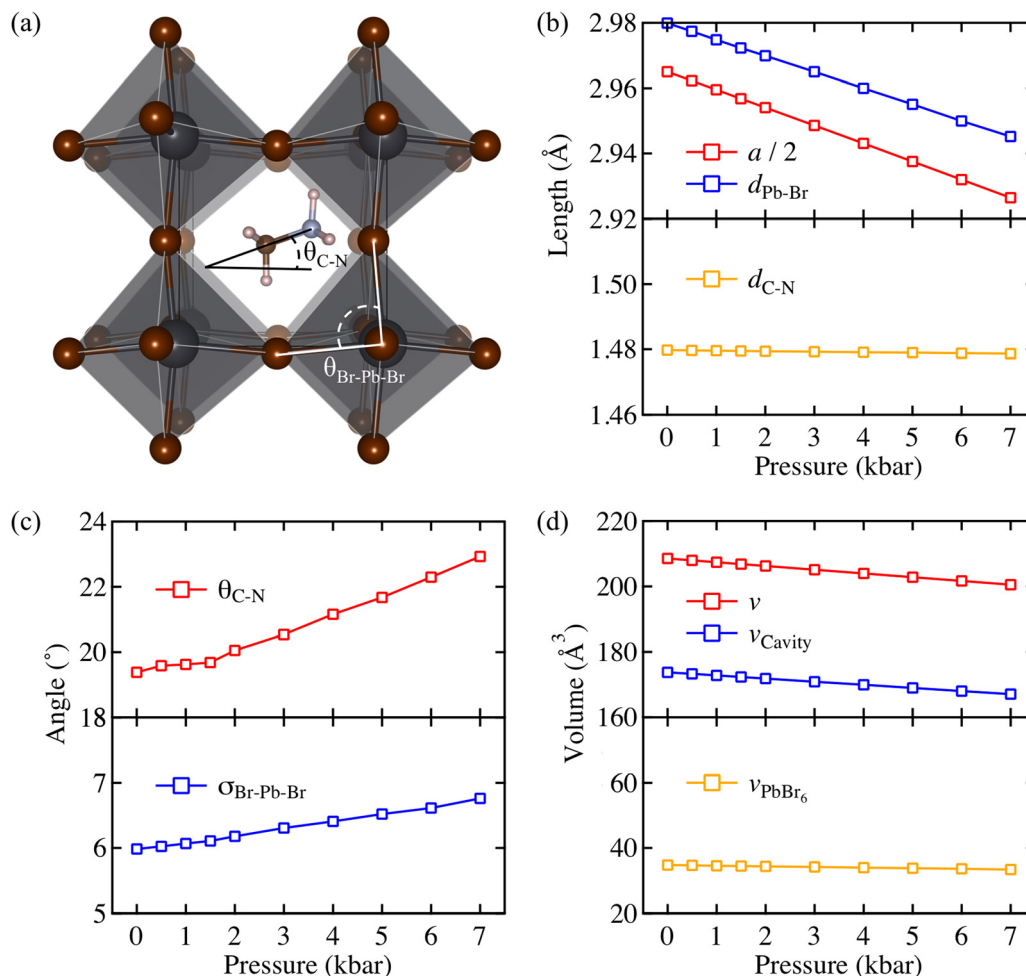 (a)
θC-N
θBr-Pb-Br
(b)
2.98
2.96
2.94
2.92
1.50
1.48
1.46
Length (Å)
a / 2
dPb-Br
dC-N
0 1 2 3 4 5 6 7
Pressure (kbar)
(c)
24
22
20
18
7
6
5
Angle (°)
θC-N
σBr-Pb-Br
0 1 2 3 4 5 6 7
Pressure (kbar)
(d)
220
200
180
160
60
40
20
Volume (Å³)
v
vCavity
vPbBr₆
0 1 2 3 4 5 6 7
Pressure (kbar)